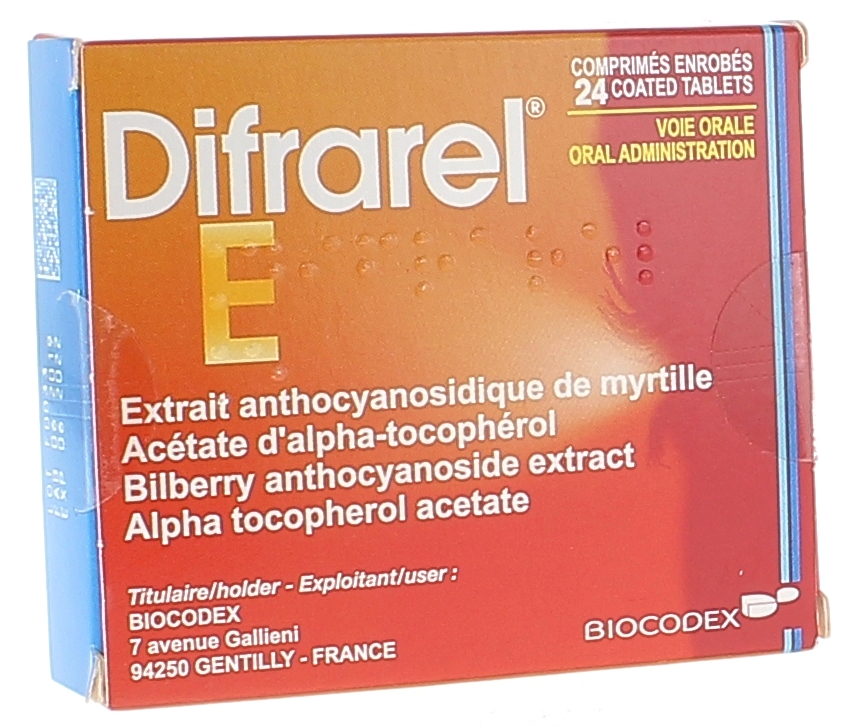 COMPRIMÉS ENROBÉS
24 COATED TABLETS
VOIE ORALE
ORAL ADMINISTRATION
Difrarel®
E
Extrait anthocyanosidique de myrtille
Acétate d'alpha-tocophérol
Bilberry anthocyanoside extract
Alpha tocopherol acetate
Titulaire/holder - Exploitant/user :
BIOCODEX
7 avenue Gallieni
94250 GENTILLY - FRANCE
BIOCODEX